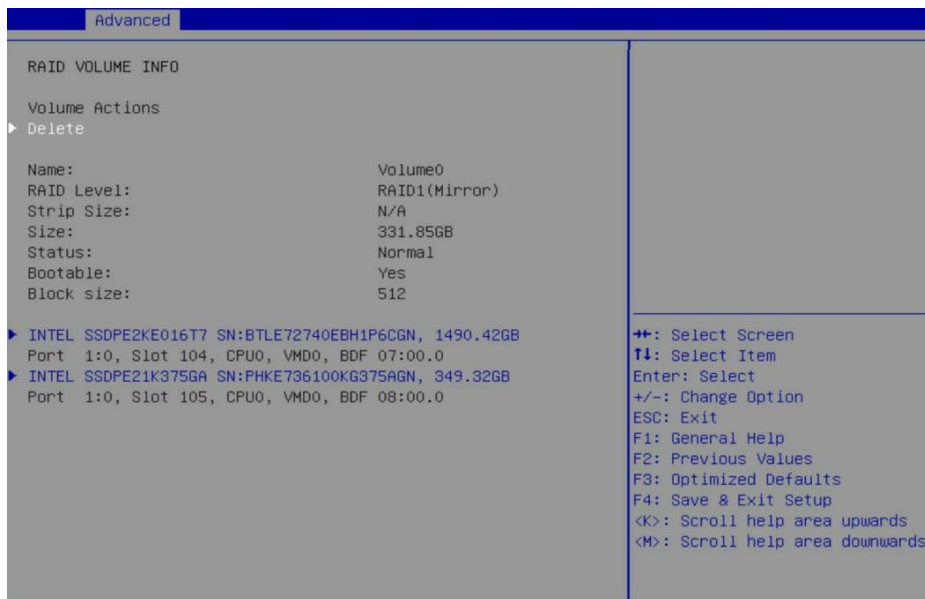 Advanced
RAID VOLUME INFO
Volume Actions
Delete
Name: Volume0
RAID Level: RAID1(Mirror)
Strip Size: N/A
Size: 331.85GB
Status: Normal
Bootable: Yes
Block size: 512
INTEL SSDPE2KE016T7 SN:BTLE72740EBH1P6CGN, 1490.42GB
Port 1:0, Slot 104, CPU0, VMD0, BDF 07:00.0
INTEL SSDPE21K375GA SN:PHKE736100KG375AGN, 349.32GB
Port 1:0, Slot 105, CPU0, VMD0, BDF 08:00.0
→←: Select Screen
↑↓: Select Item
Enter: Select
+/-: Change Option
ESC: Exit
F1: General Help
F2: Previous Values
F3: Optimized Defaults
F4: Save & Exit Setup
<K>: Scroll help area upwards
<M>: Scroll help area downwards